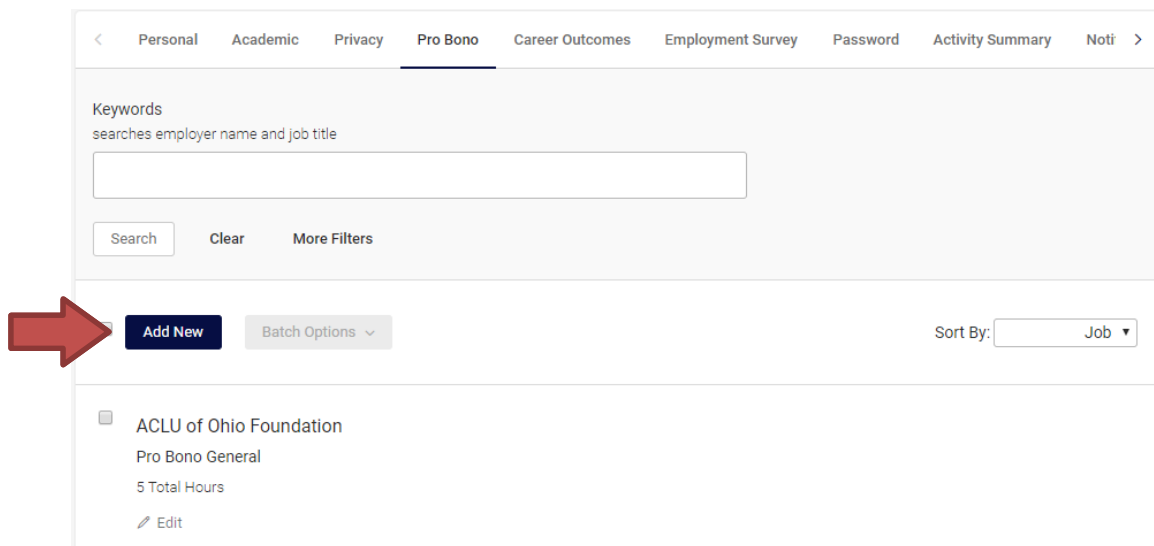 Personal Academic Privacy Pro Bono Career Outcomes Employment Survey Password Activity Summary Noti
Keywords
searches employer name and job title
Search Clear More Filters
Add New Batch Options Sort By: Job
ACLU of Ohio Foundation
Pro Bono General
5 Total Hours
Edit